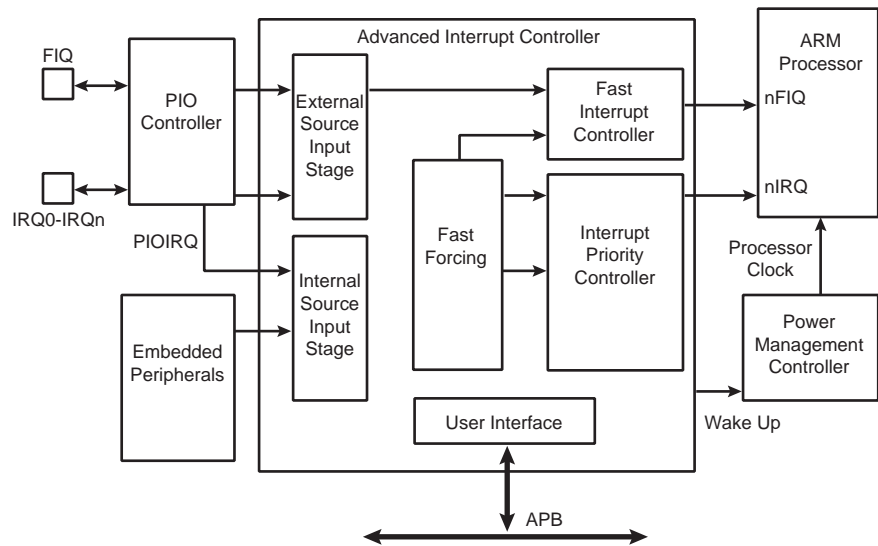 Advanced Interrupt Controller
FIQ
PIO
Controller
IRQ0-IRQn
PIOIRQ
External
Source
Input
Stage
Fast
Interrupt
Controller
ARM
Processor
nFIQ
nIRQ
Fast
Forcing
Interrupt
Priority
Controller
Internal
Source
Input
Stage
Embedded
Peripherals
Processor
Clock
Power
Management
Controller
Wake Up
User Interface
APB